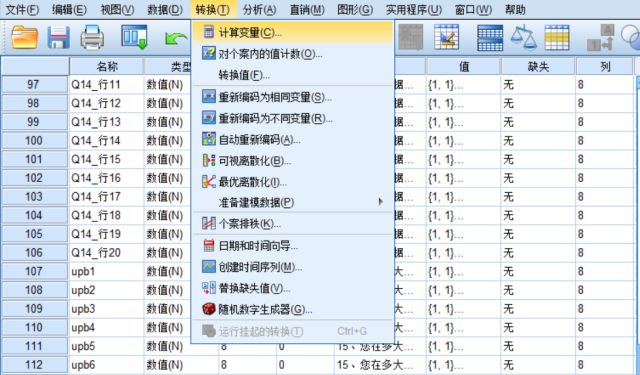 文件(F) 编辑(E) 视图(V) 数据(D) 转换(T) 分析(A) 直销(M) 图形(G) 实用程序(U) 窗口(W) 帮助
计算变量(C)...
对个案内的值计数(O)...
转换值(F)...
重新编码为相同变量(S)...
重新编码为不同变量(R)...
自动重新编码(A)...
可视离散化(B)...
最优离散化(I)...
准备建模数据(P)
个案排秩(K)...
日期和时间向导...
创建时间序列(M)...
替换缺失值(V)...
随机数字生成器(G)...
运行挂起的转换(T) Ctrl+G
名称 类型 值 缺失 列
97 Q14_行11 数值(N) 据... {1, 1}... 无 8
98 Q14_行12 数值(N) 据... {1, 1}... 无 8
99 Q14_行13 数值(N) 据... {1, 1}... 无 8
100 Q14_行14 数值(N) 据... {1, 1}... 无 8
101 Q14_行15 数值(N) 据... {1, 1}... 无 8
102 Q14_行16 数值(N) 据... {1, 1}... 无 8
103 Q14_行17 数值(N) 据... {1, 1}... 无 8
104 Q14_行18 数值(N) 据... {1, 1}... 无 8
105 Q14_行19 数值(N) 据... {1, 1}... 无 8
106 Q14_行20 数值(N) 据... {1, 1}... 无 8
107 upb1 数值(N) 大... {1, 1}... 无 8
108 upb2 数值(N) 大... {1, 1}... 无 8
109 upb3 数值(N) 大... {1, 1}... 无 8
110 upb4 数值(N) 大... {1, 1}... 无 8
111 upb5 数值(N) 8 0 15、您在多大... {1, 1}... 无 8
112 upb6 数值(N) 8 0 15、您在多大... {1, 1}... 无 8